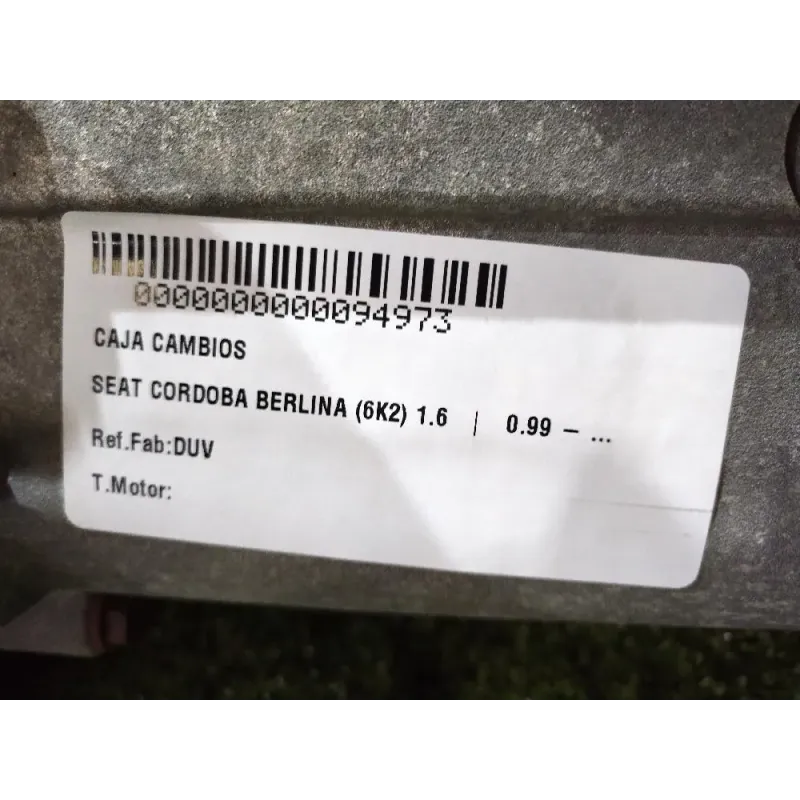 0000000000094973
CAJA CAMBIOS
SEAT CORDOBA BERLINA (6K2) 1.6 | 0.99 – ...
Ref.Fab:DUV
T.Motor: